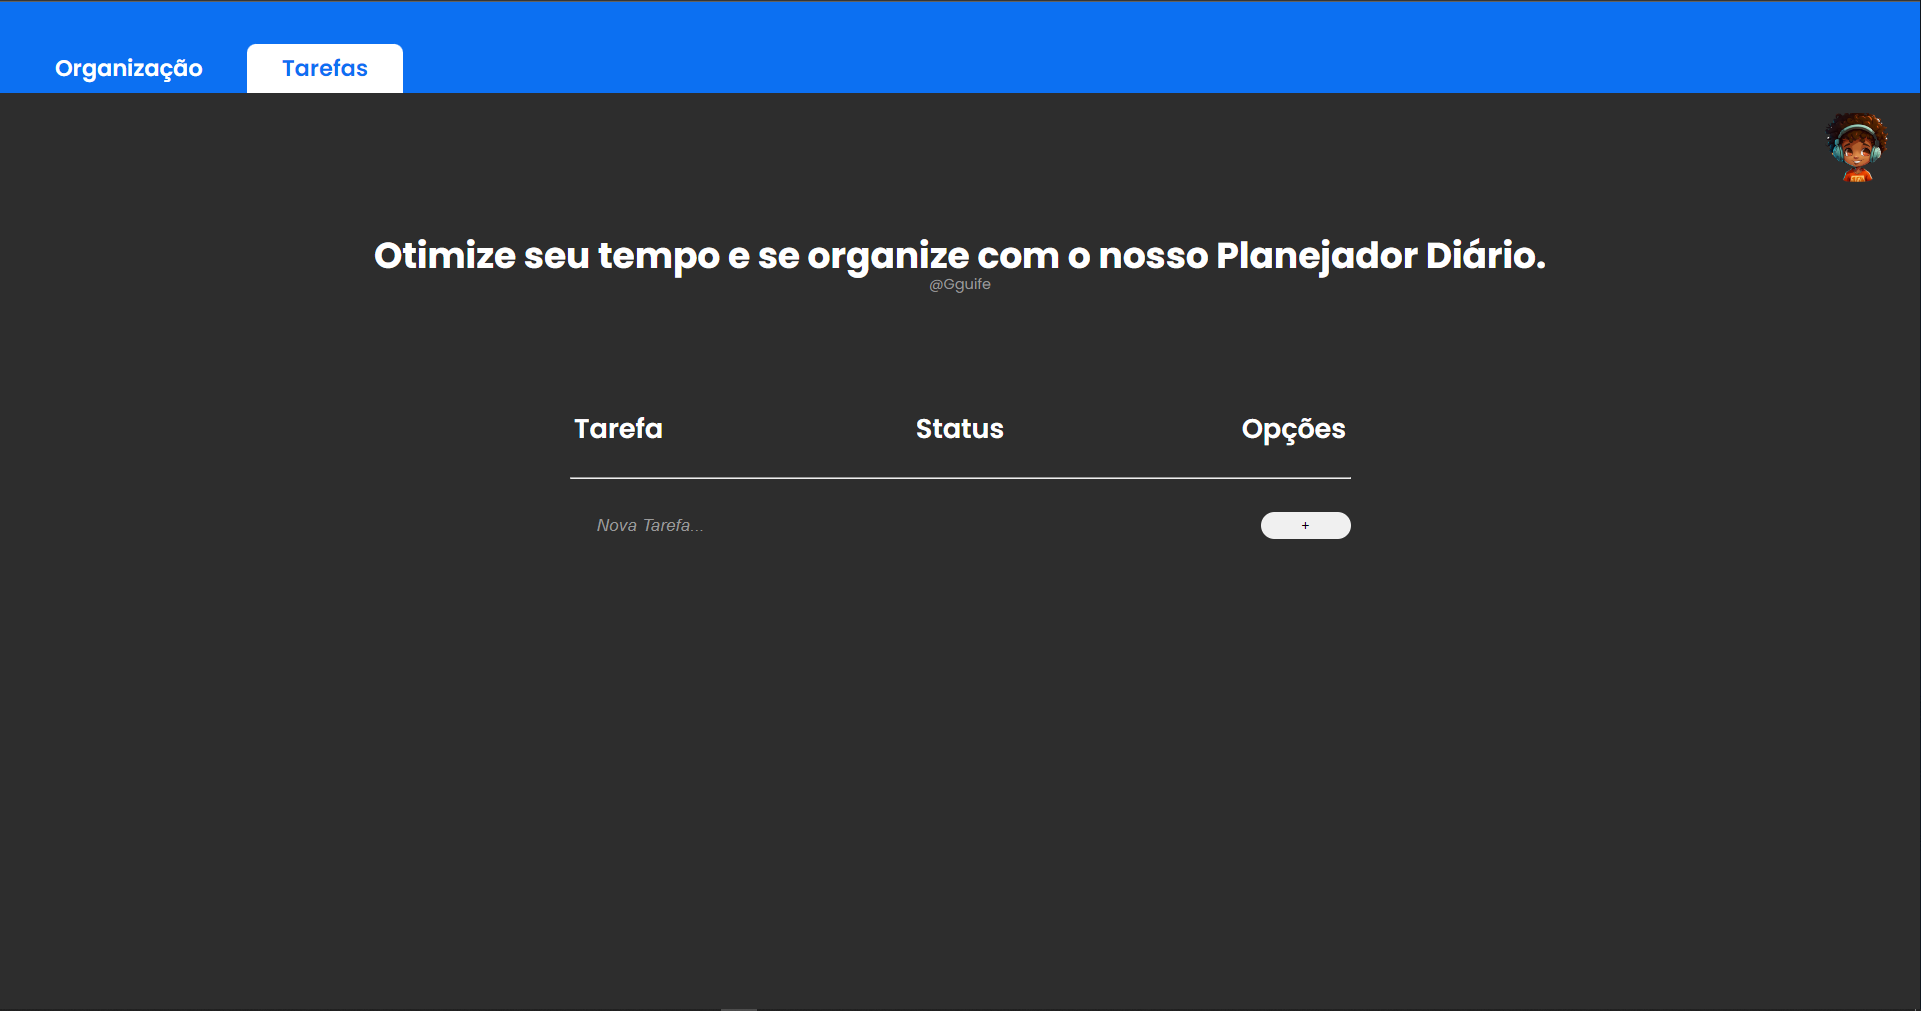 Organização Tarefas
Otimize seu tempo e se organize com o nosso Planejador Diário.
@Gguife
Tarefa Status Opções
Nova Tarefa... +